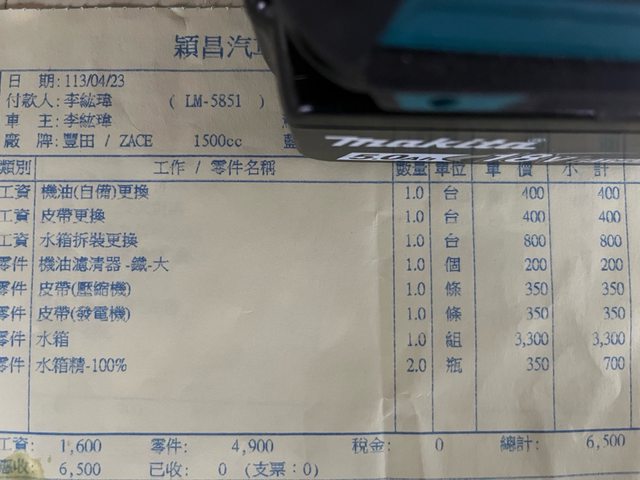 穎昌汽
日 期:113/04/23
付款人:李紘瑋 ( LM-5851 )
車 主:李紘瑋
廠 牌:豐田 / ZACE 1500cc 藍
makita
5.0 18V
類別 工作 / 零件名稱 數量 單位 單 價 小 計
工資 機油(自備)更換 1.0 台 400 400
工資 皮帶更換 1.0 台 400 400
工資 水箱拆裝更換 1.0 台 800 800
零件 機油濾清器-鐵-大 1.0 個 200 200
零件 皮帶(壓縮機) 1.0 條 350 350
零件 皮帶(發電機) 1.0 條 350 350
零件 水箱 1.0 組 3,300 3,300
零件 水箱精-100% 2.0 瓶 350 700
工資: 1,600 零件: 4,900 稅金: 0 總計: 6,500
應收: 6,500 已收: 0 (支票:0)